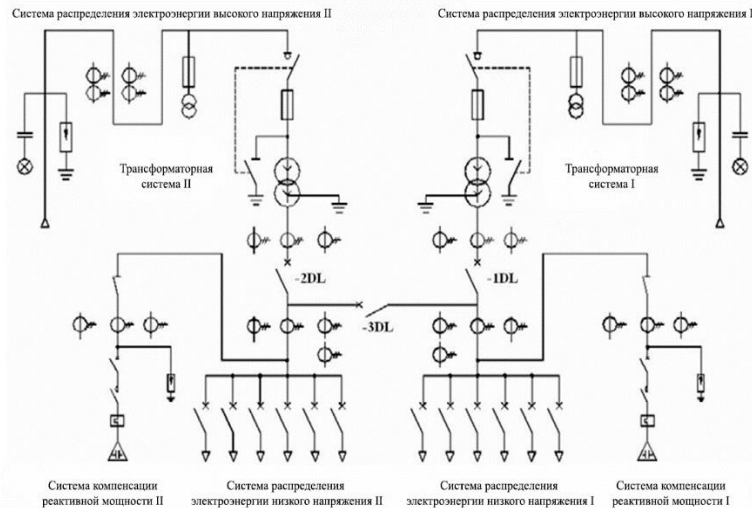 Система распределения электроэнергии высокого напряжения II
Система распределения электроэнергии высокого напряжения I
Трансформаторная
система II
Трансформаторная
система I
-2DL
-1DL
-3DL
Система компенсации
реактивной мощности II
Система распределения
электроэнергии низкого напряжения II
Система распределения
электроэнергии низкого напряжения I
Система компенсации
реактивной мощности I